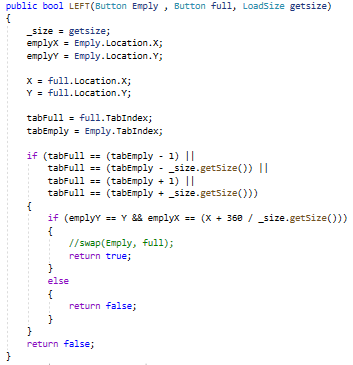 public bool LEFT(Button Emply , Button full, LoadSize getsize)
{
_size = getsize;
emplyX = Emply.Location.X;
emplyY = Emply.Location.Y;
X = full.Location.X;
Y = full.Location.Y;
tabFull = full.TabIndex;
tabEmply = Emply.TabIndex;
if (tabFull == (tabEmply - 1) ||
tabFull == (tabEmply - _size.getSize()) ||
tabFull == (tabEmply + 1) ||
tabFull == (tabEmply + _size.getSize()))
{
if (emplyY == Y && emplyX == (X + 360 / _size.getSize()))
{
//swap(Emply, full);
return true;
}
else
{
return false;
}
}
return false;
}